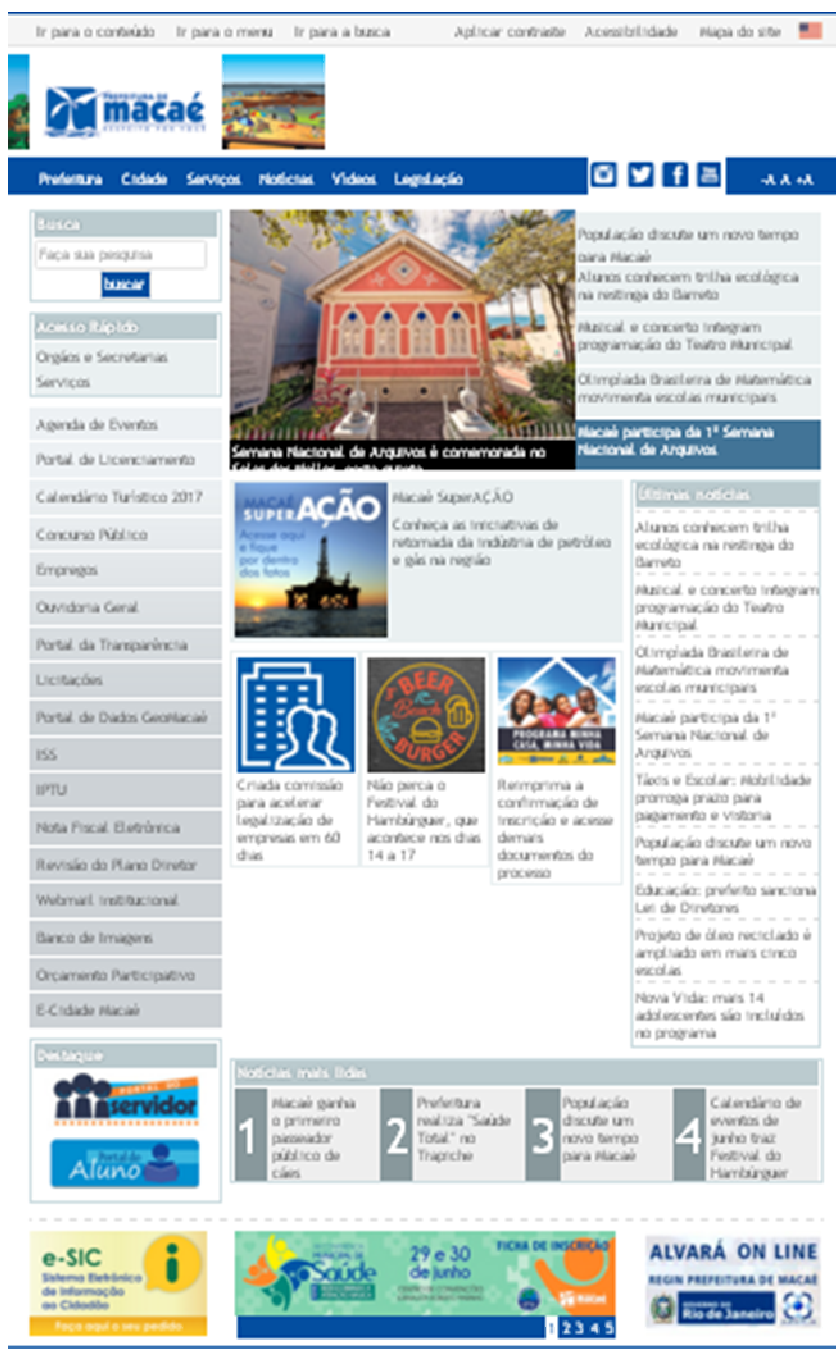 Ir para o conteúdo Ir para o menu Ir para a busca Aplicar contraste Acessibilidade Mapa do site
PREFEITURA DE
macaé
Prefeitura Cidade Serviços Notícias Vídeos Legislação -A A +A
Busca
Faça sua pesquisa
buscar
Acesso Rápido
Orgãos e Secretarias
Serviços
Agenda de Eventos
Portal de Licenciamento
Calendário Turístico 2017
Concurso Público
Empregos
Ouvidoria Geral
Portal da Transparência
Licitações
Portal de Dados GeoMacaé
ISS
IPTU
Nota Fiscal Eletrônica
Revisão do Plano Diretor
Webmail Institucional
Banco de Imagens
Orçamento Participativo
E-Cidade Macaé
Destaque
PORTAL DO
servidor
Portal do
Aluno
Semana Nacional de Arquivos é comemorada no
População discute um novo tempo
para Macaé
Alunos conhecem trilha ecológica
na restinga do Barreto
Musical e concerto integram
programação do Teatro Municipal
Olimpíada Brasileira de Matemática
movimenta escolas municipais
Macaé participa da 1ª Semana
Nacional de Arquivos
MACAÉ
SUPERAÇÃO
Acesse aqui
e fique
por dentro
dos fatos
Macaé SuperAÇÃO
Conheça as iniciativas de
retomada da indústria de petróleo
e gás na região
Criada comissão
para acelerar
legalização de
empresas em 60
dias
BEER
Beach
BURGER
Não perca o
Festival do
Hambúrguer, que
acontece nos dias
14 a 17
PROGRAMA MINHA
CASA, MINHA VIDA
Reimprima a
confirmação de
inscrição e acesse
demais
documentos do
processo
Últimas notícias
Alunos conhecem trilha
ecológica na restinga do
Barreto
Musical e concerto integram
programação do Teatro
Municipal
Olimpíada Brasileira de
Matemática movimenta
escolas municipais
Macaé participa da 1ª
Semana Nacional de
Arquivos
Táxis e Escolar: Mobilidade
prorroga prazo para
pagamento e vistoria
População discute um novo
tempo para Macaé
Educação: prefeito sanciona
Lei de Diretores
Projeto de óleo reciclado é
ampliado em mais cinco
escolas
Nova Vida: mais 14
adolescentes são incluídos
no programa
Notícias mais lidas
1 Macaé ganha
o primeiro
passeador
público de
cães
2 Prefeitura
realiza "Saúde
Total" no
Trapiche
3 População
discute um
novo tempo
para Macaé
4 Calendário de
eventos de
junho traz
Festival do
Hambúrguer
e-SIC
Sistema Eletrônico
de Informação
ao Cidadão
Faça aqui o seu pedido
Saúde
29 e 30
de junho
FICHA DE INSCRIÇÃO
1 2 3 4 5
ALVARÁ ON LINE
REGIN PREFEITURA DE MACAÉ
GOVERNO DO
Rio de Janeiro